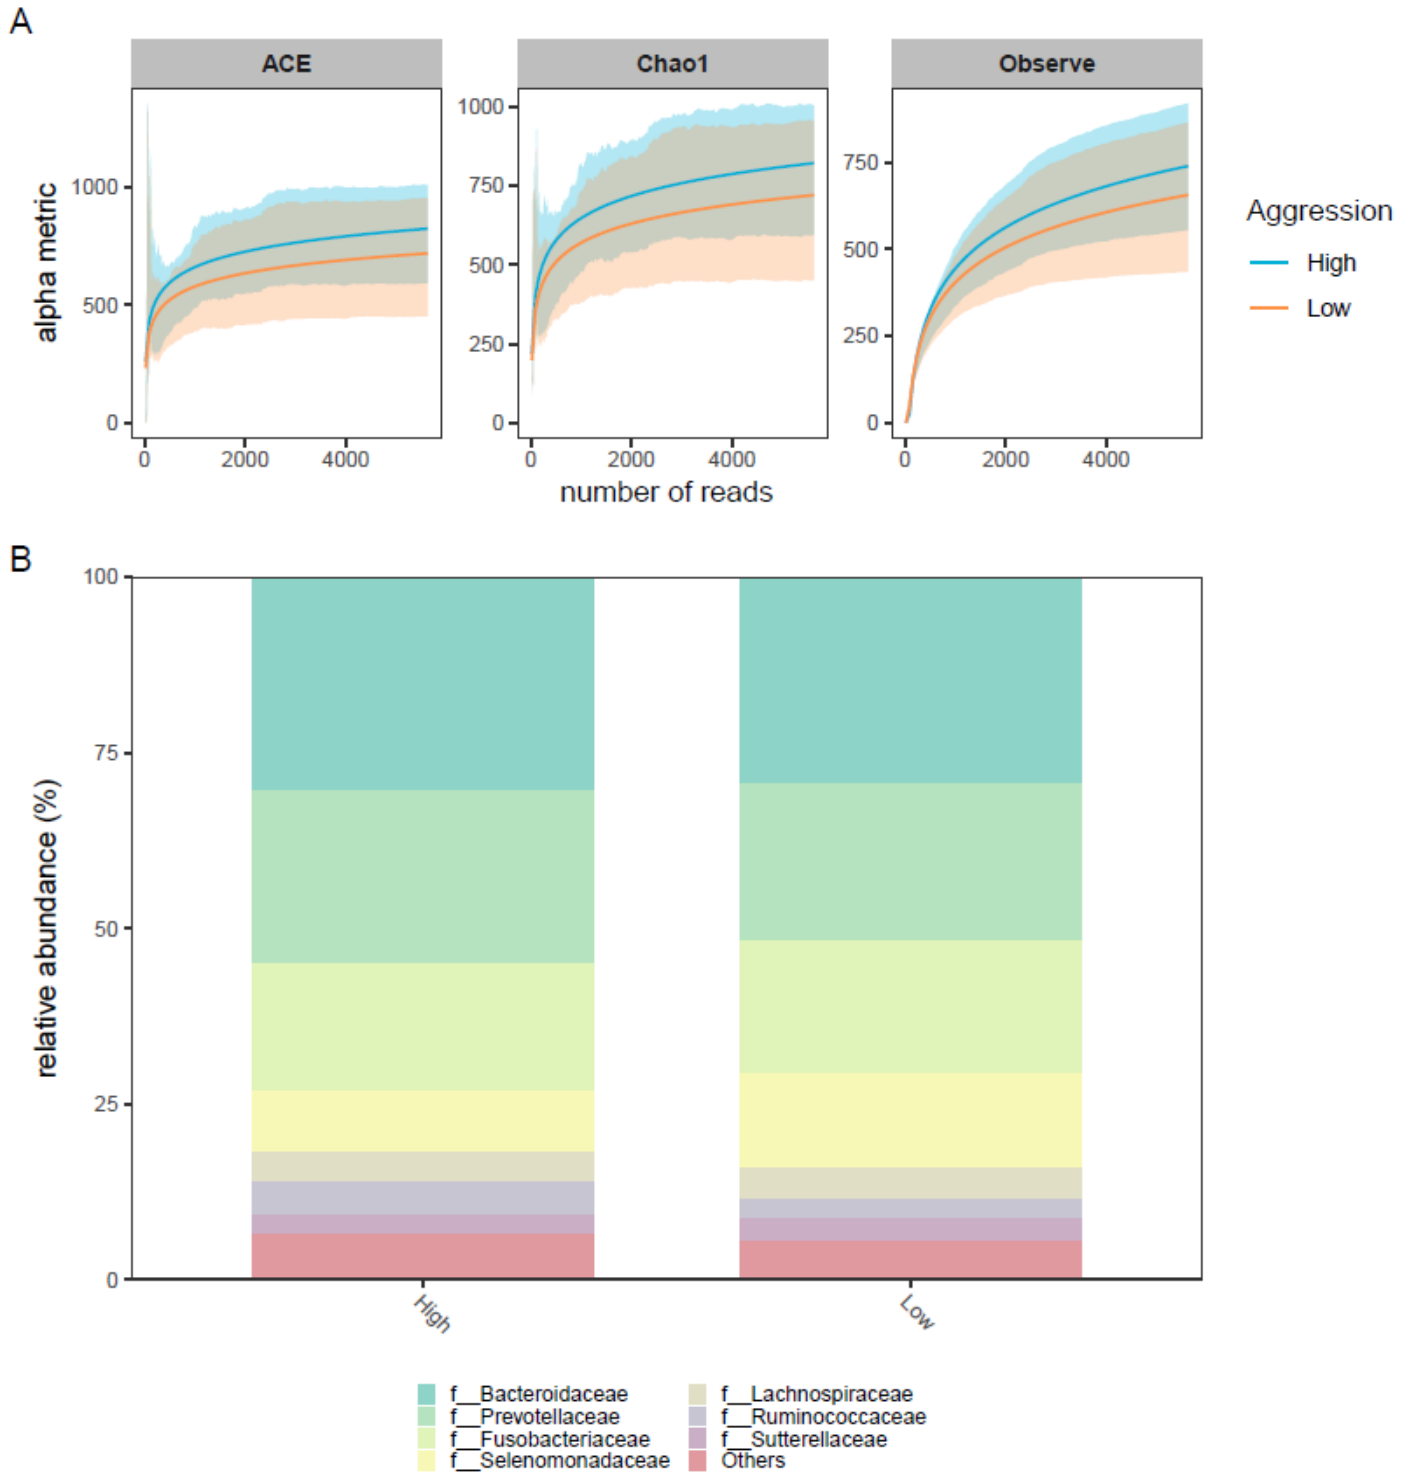 A
ACE
Chao1
Observe
alpha metric
1000
500
0
1000
750
500
250
0
750
500
250
0
0 2000 4000
0 2000 4000
0 2000 4000
number of reads
Aggression
High
Low
B
relative abundance (%)
100
75
50
25
0
High
Low
f__Bacteroidaceae
f__Prevotellaceae
f__Fusobacteriaceae
f__Selenomonadaceae
f__Lachnospiraceae
f__Ruminococcaceae
f__Sutterellaceae
Others